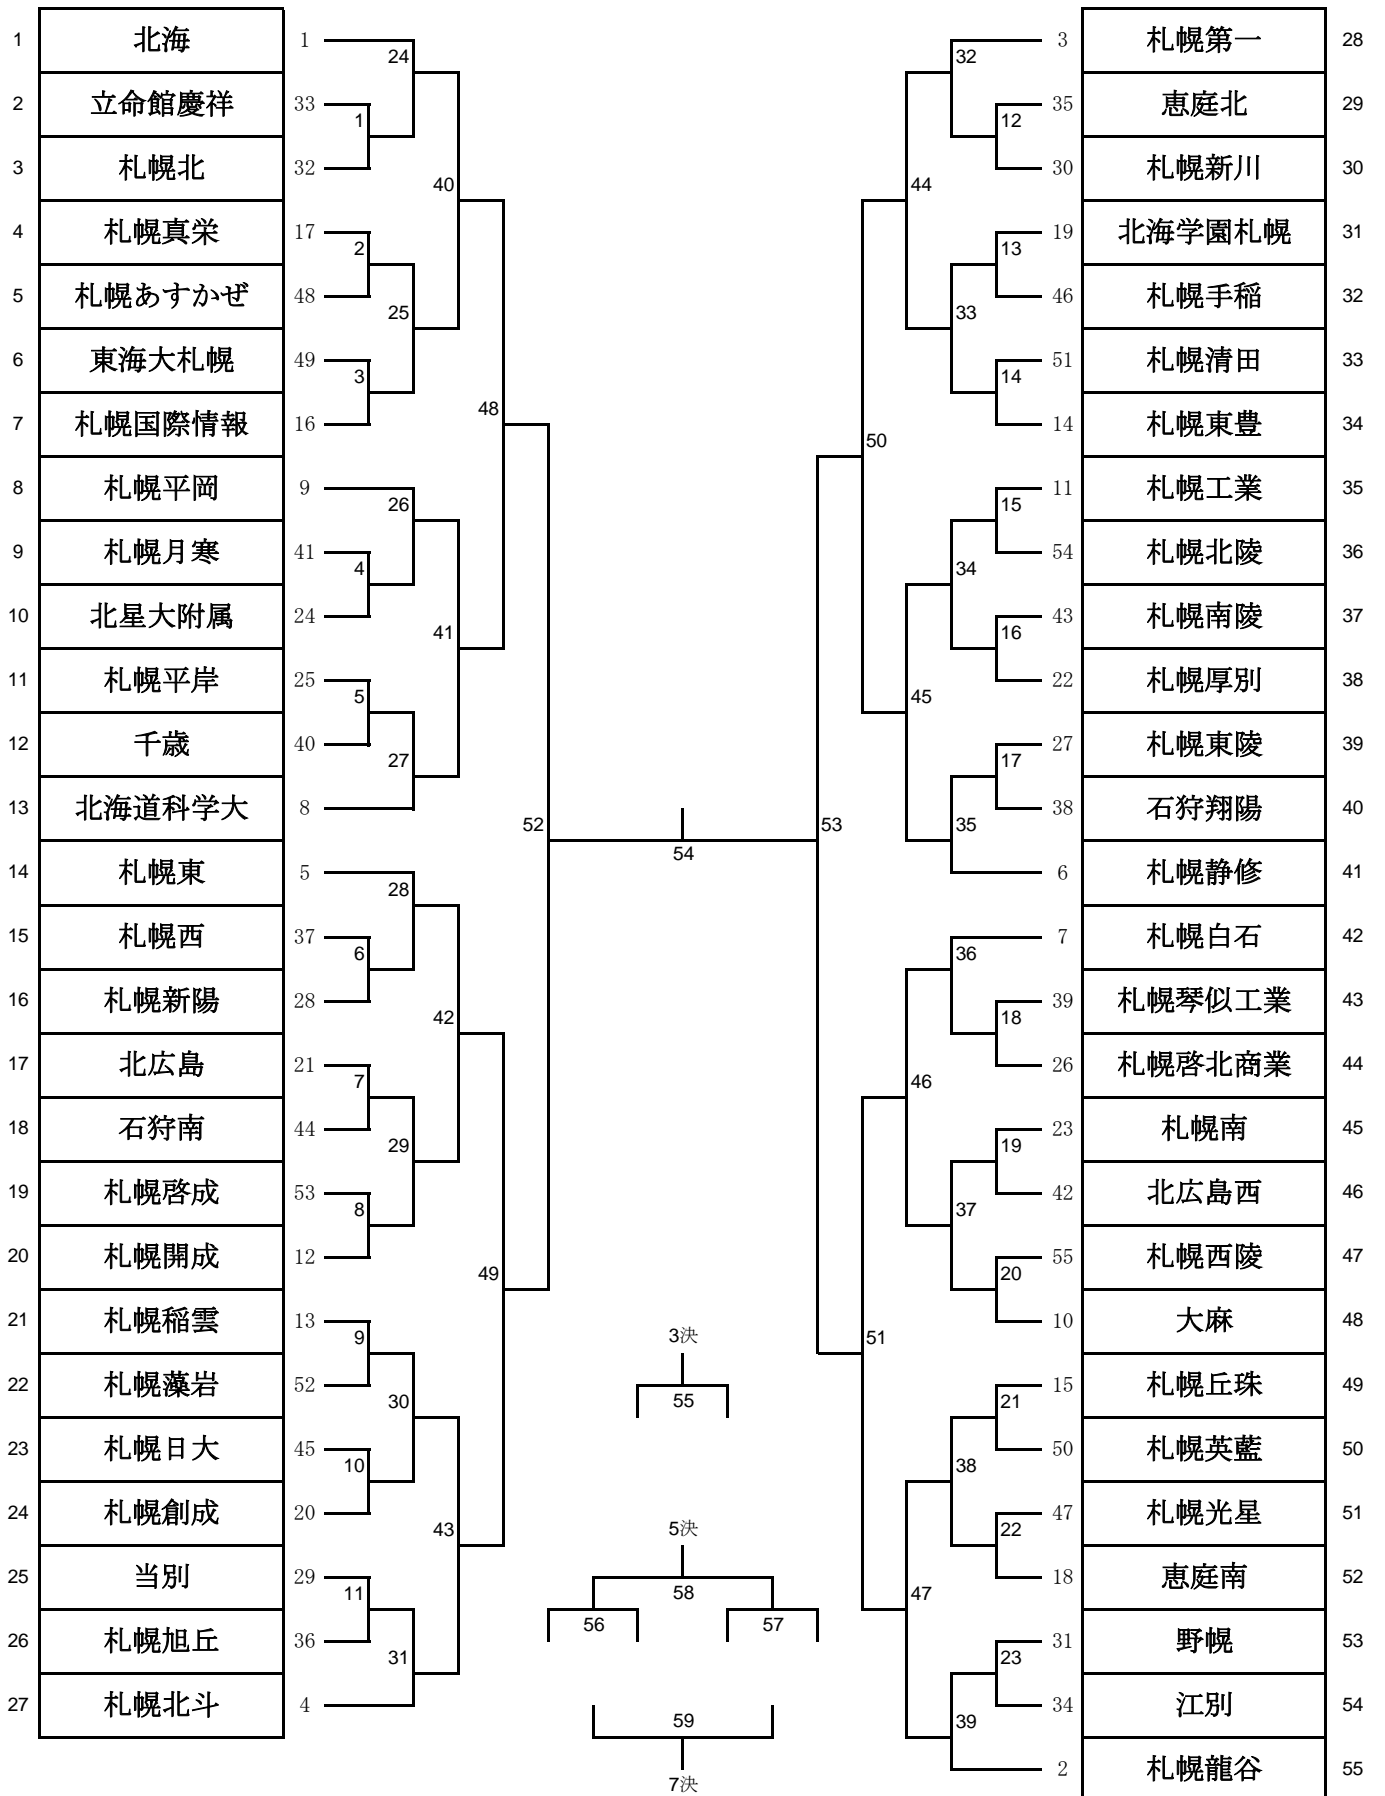 1 北海 1
2 立命館慶祥 33
3 札幌北 32
4 札幌真栄 17
5 札幌あすかぜ 48
6 東海大札幌 49
7 札幌国際情報 16
8 札幌平岡 9
9 札幌月寒 41
10 北星大附属 24
11 札幌平岸 25
12 千歳 40
13 北海道科学大 8
14 札幌東 5
15 札幌西 37
16 札幌新陽 28
17 北広島 21
18 石狩南 44
19 札幌啓成 53
20 札幌開成 12
21 札幌稲雲 13
22 札幌藻岩 52
23 札幌日大 45
24 札幌創成 20
25 当別 29
26 札幌旭丘 36
27 札幌北斗 4
1
2
3
4
5
6
7
8
9
10
11
24
25
26
27
28
29
30
31
40
41
42
43
48
49
52
54
3決
55
5決
58
56
57
59
7決
53
50
51
44
45
46
47
32
33
34
35
36
37
38
39
12
13
14
15
16
17
18
19
20
21
22
23
3 札幌第一 28
35 恵庭北 29
30 札幌新川 30
19 北海学園札幌 31
46 札幌手稲 32
51 札幌清田 33
14 札幌東豊 34
11 札幌工業 35
54 札幌北陵 36
43 札幌南陵 37
22 札幌厚別 38
27 札幌東陵 39
38 石狩翔陽 40
6 札幌静修 41
7 札幌白石 42
39 札幌琴似工業 43
26 札幌啓北商業 44
23 札幌南 45
42 北広島西 46
55 札幌西陵 47
10 大麻 48
15 札幌丘珠 49
50 札幌英藍 50
47 札幌光星 51
18 恵庭南 52
31 野幌 53
34 江別 54
2 札幌龍谷 55